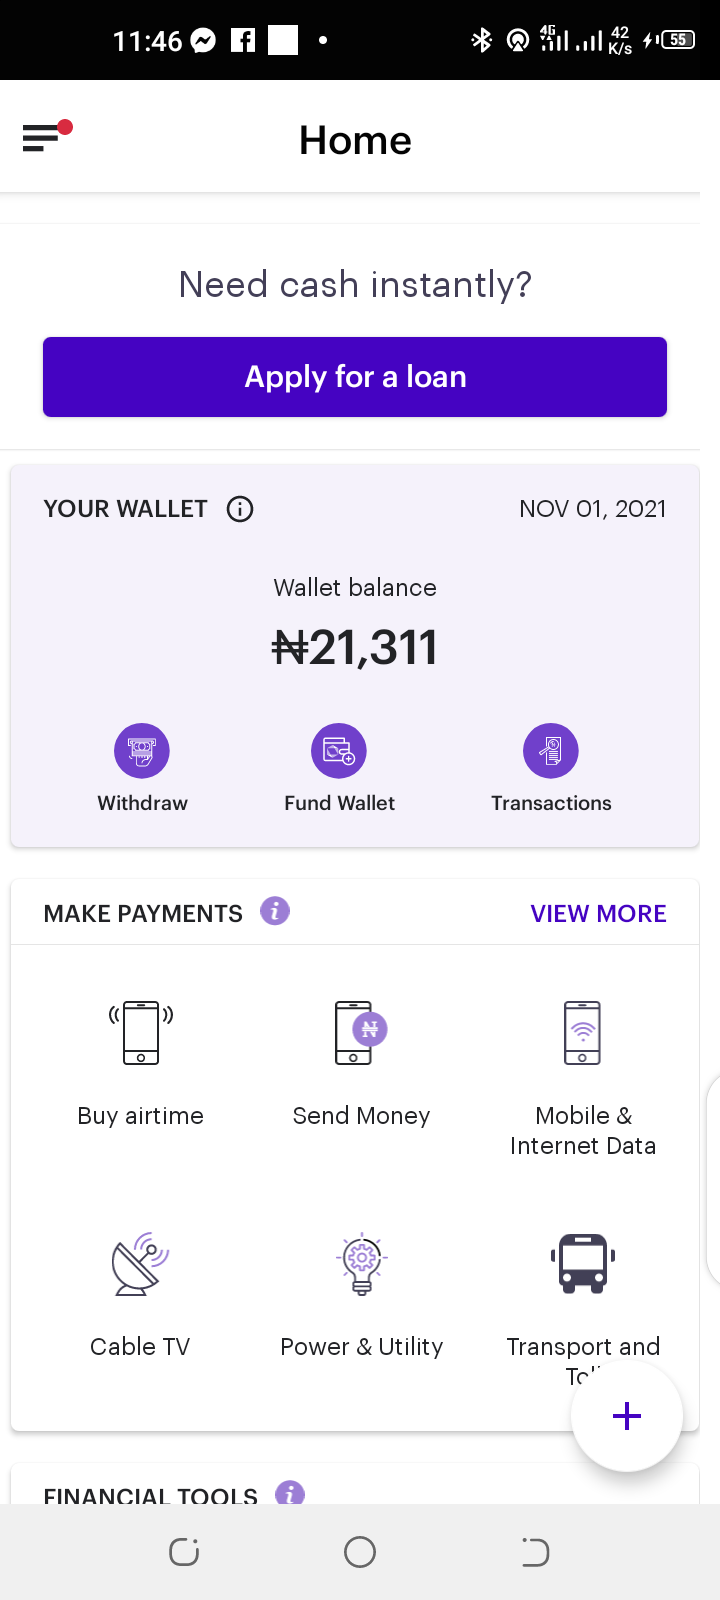 11:46
4G
42
K/s
55
Home
Need cash instantly?
Apply for a loan
YOUR WALLET
NOV 01, 2021
Wallet balance
₦21,311
Withdraw
Fund Wallet
Transactions
MAKE PAYMENTS
VIEW MORE
Buy airtime
Send Money
Mobile &
Internet Data
Cable TV
Power & Utility
Transport and
FINANCIAL TOOLS